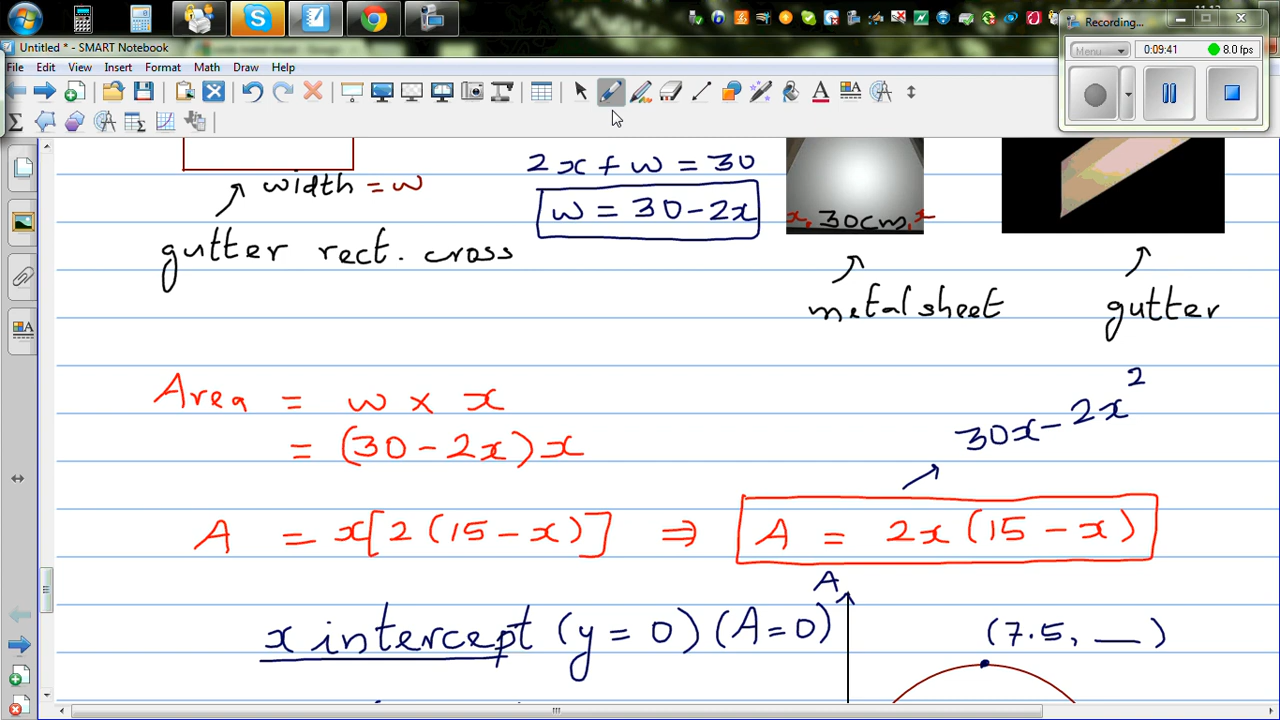 Recording...
Menu
0:09:41
8.0 fps
Untitled * - SMART Notebook
File Edit View Insert Format Math Draw Help
2x + w = 30
width = w
w = 30-2x
x, 30cm, x
gutter rect. cross
metal sheet
gutter
Area = w × x
30x - 2x²
= (30-2x)x
A = x[2(15-x)] ⇒ A = 2x(15-x)
A
x intercept (y=0) (A=0)
(7.5, __)